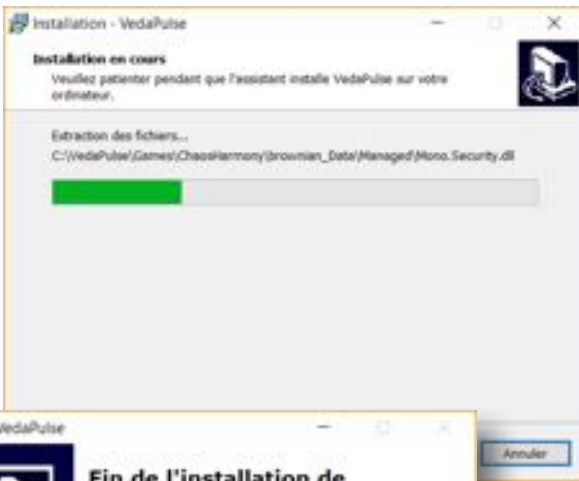 Installation - VedaPulse
Installation en cours
Veuillez patienter pendant que l'assistant installe VedaPulse sur votre
ordinateur.
Extraction des fichiers...
C:\VedaPulse\Games\ChaosHarmony\brownian_Data\Managed\Mono.Security.dll
Annuler
VedaPulse
Fin de l'installation de